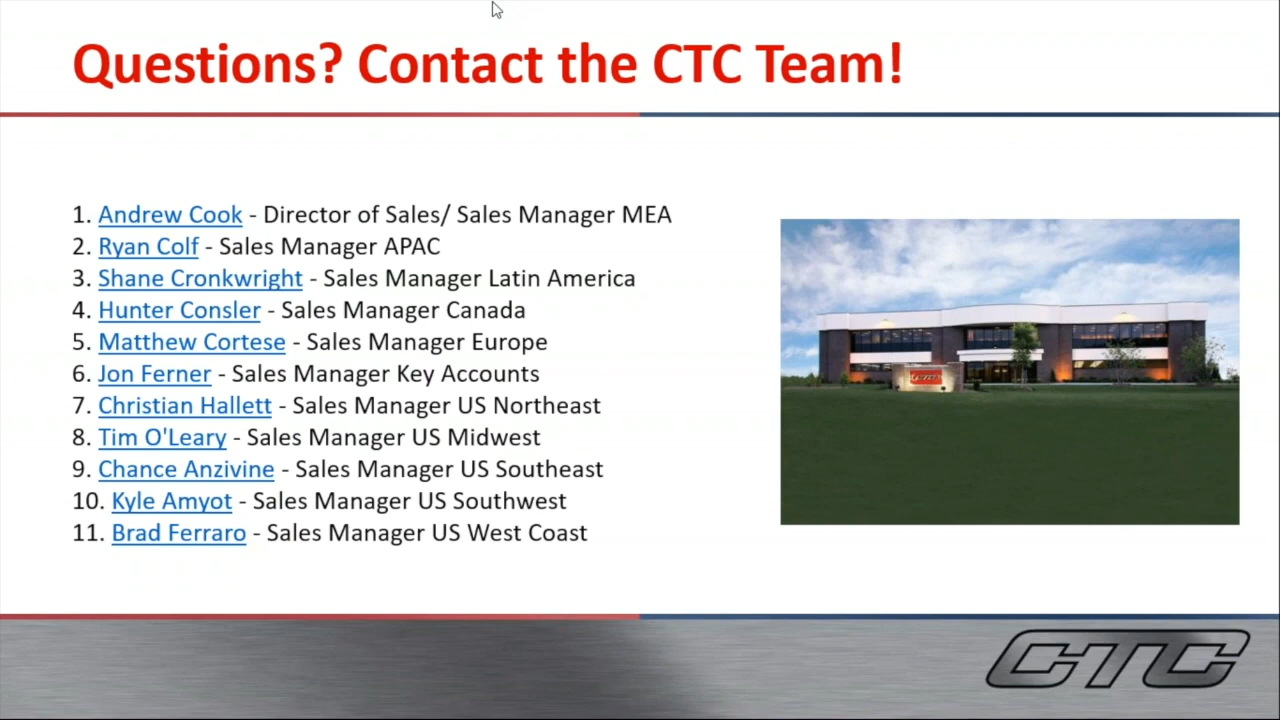 Questions? Contact the CTC Team!
1. Andrew Cook - Director of Sales/ Sales Manager MEA
2. Ryan Colf - Sales Manager APAC
3. Shane Cronkwright - Sales Manager Latin America
4. Hunter Consler - Sales Manager Canada
5. Matthew Cortese - Sales Manager Europe
6. Jon Ferner - Sales Manager Key Accounts
7. Christian Hallett - Sales Manager US Northeast
8. Tim O'Leary - Sales Manager US Midwest
9. Chance Anzivine - Sales Manager US Southeast
10. Kyle Amyot - Sales Manager US Southwest
11. Brad Ferraro - Sales Manager US West Coast
CTC